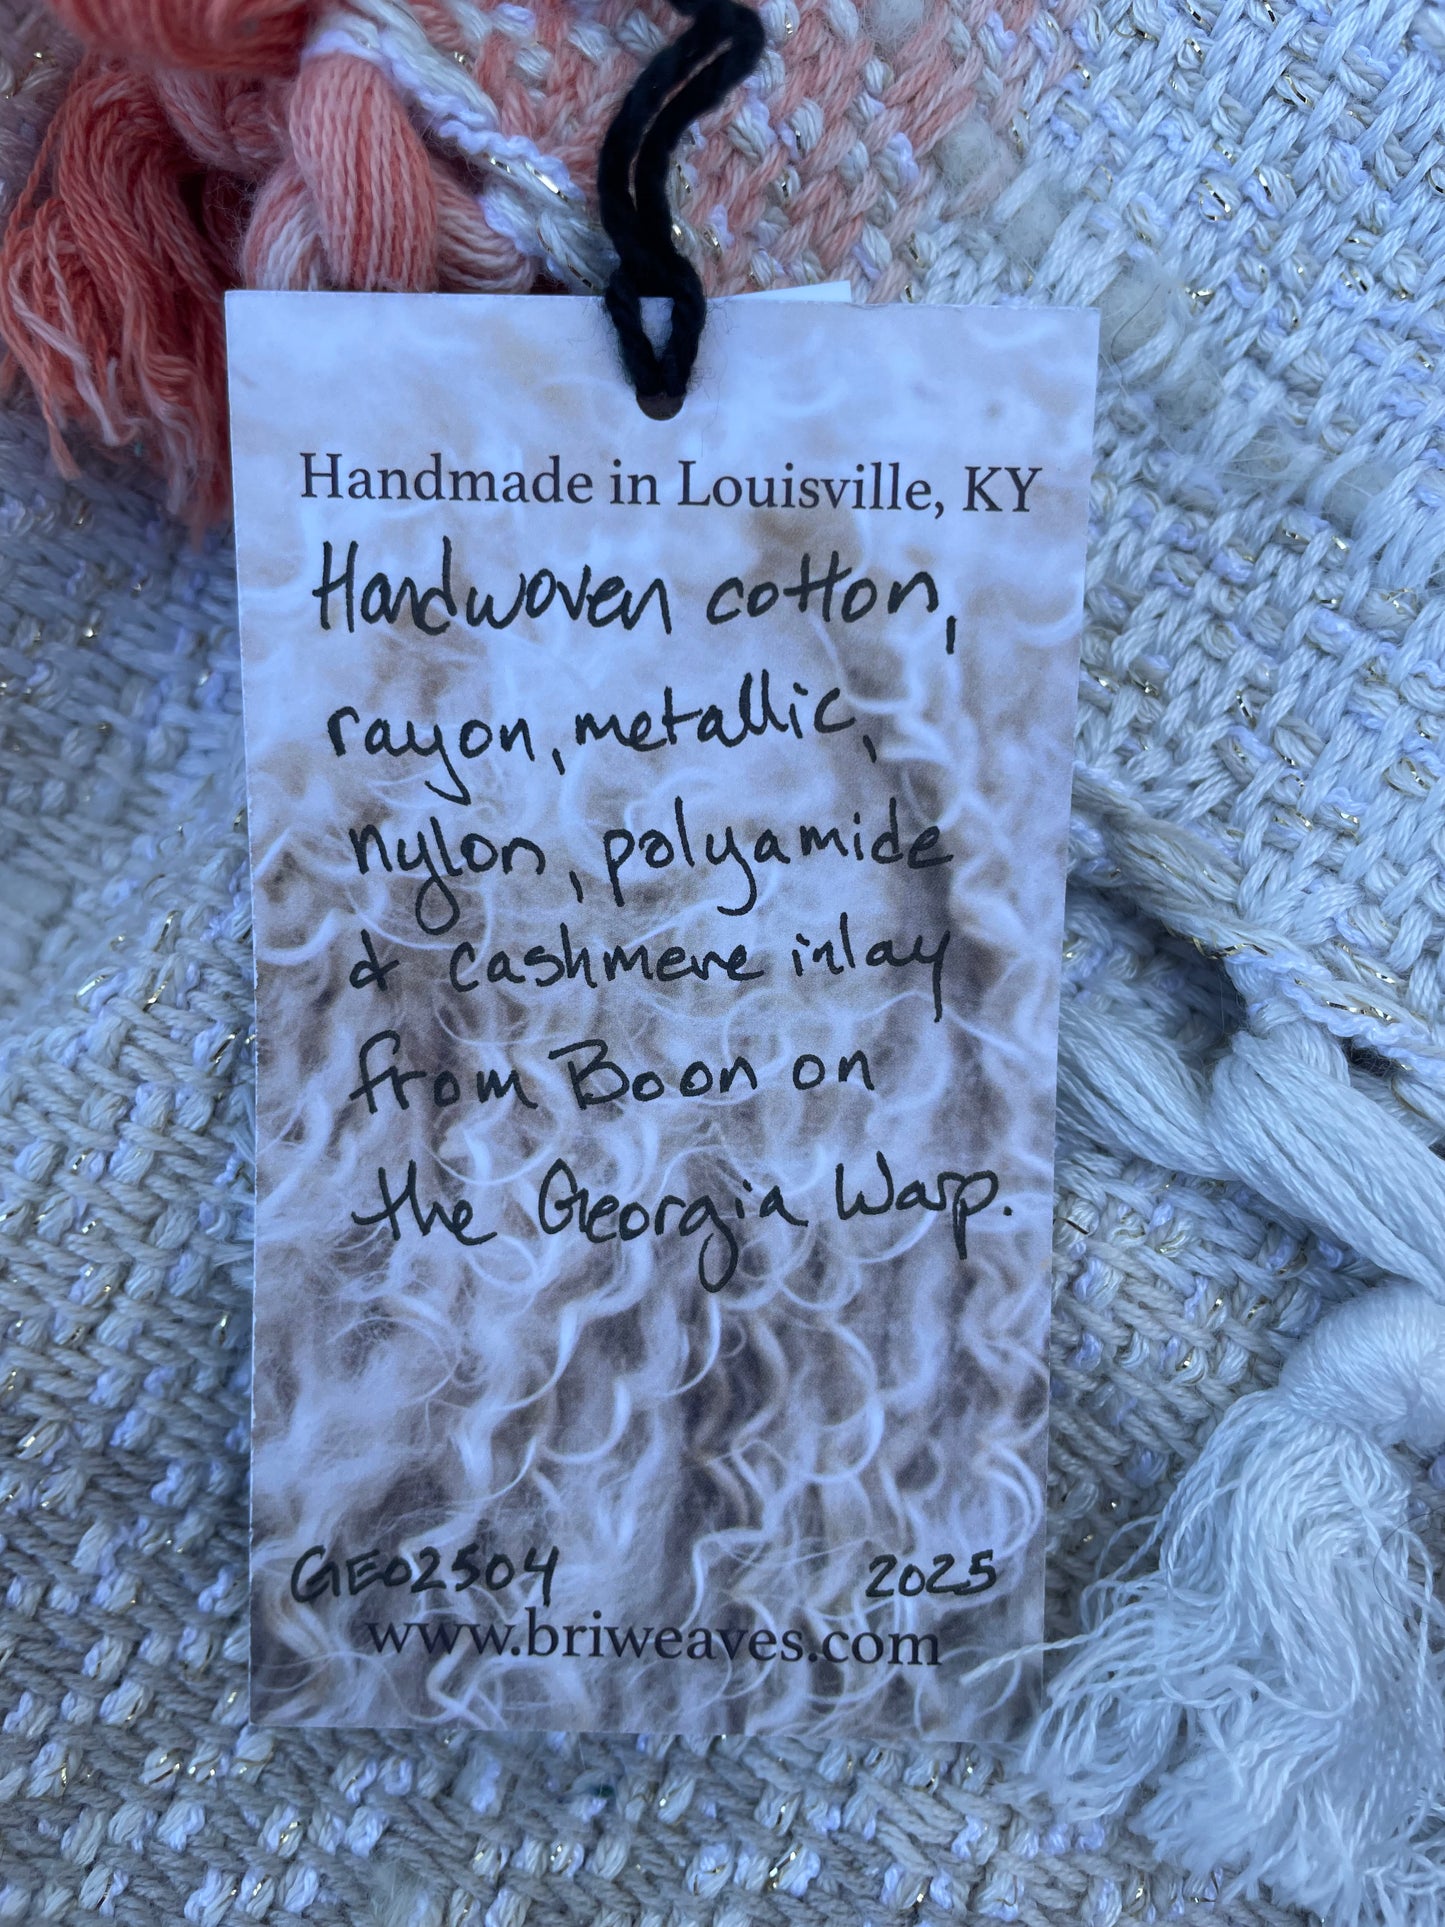 Handmade in Louisville, KY
Handwoven cotton,
rayon, metallic,
nylon, polyamide
& cashmere inlay
from Boon on
the Georgia Warp.
GEO2504 2025
www.briweaves.com